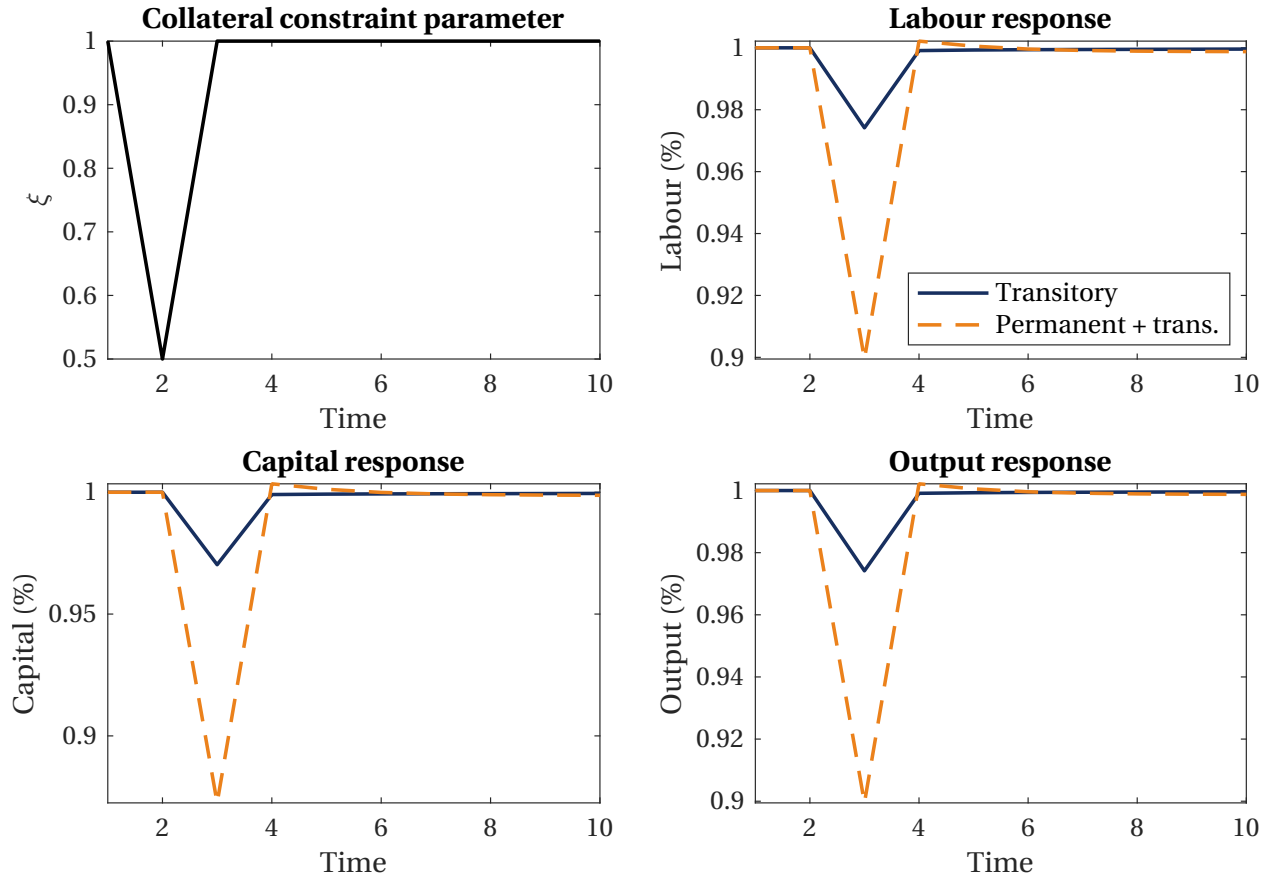 Collateral constraint parameter
1
0.9
0.8
0.7
0.6
0.5
ξ
2
4
6
8
10
Time
Labour response
1
0.98
0.96
0.94
0.92
0.9
Labour (%)
Transitory
Permanent + trans.
2
4
6
8
10
Time
Capital response
1
0.95
0.9
Capital (%)
2
4
6
8
10
Time
Output response
1
0.98
0.96
0.94
0.92
0.9
Output (%)
2
4
6
8
10
Time